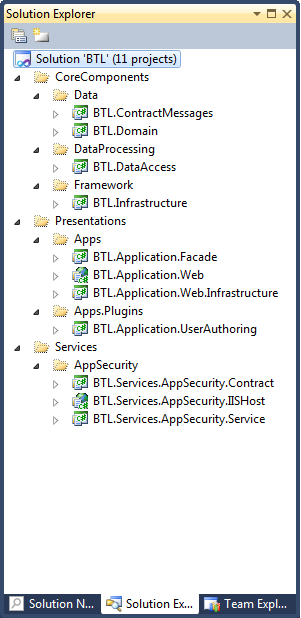 Solution Explorer
Solution 'BTL' (11 projects)
CoreComponents
Data
BTL.ContractMessages
BTL.Domain
DataProcessing
BTL.DataAccess
Framework
BTL.Infrastructure
Presentations
Apps
BTL.Application.Facade
BTL.Application.Web
BTL.Application.Web.Infrastructure
Apps.Plugins
BTL.Application.UserAuthoring
Services
AppSecurity
BTL.Services.AppSecurity.Contract
BTL.Services.AppSecurity.IISHost
BTL.Services.AppSecurity.Service
Solution N... Solution Ex... Team Expl...